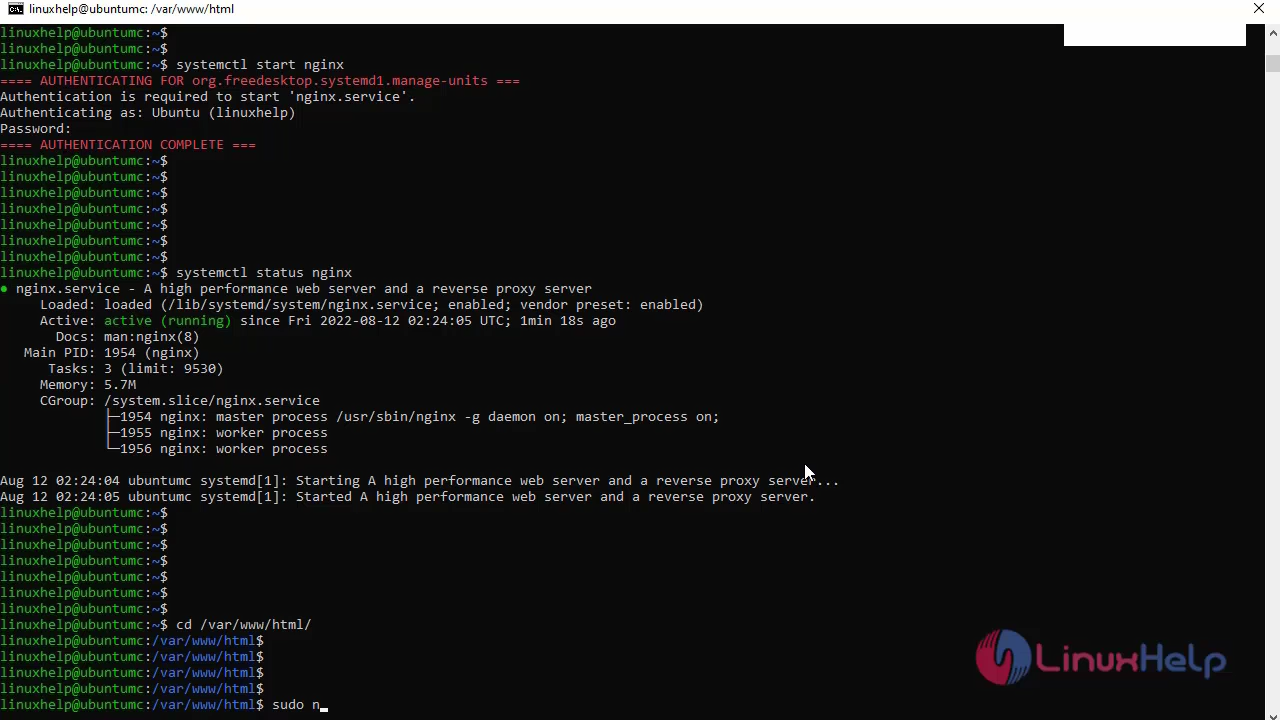 linuxhelp@ubuntumc: /var/www/html
linuxhelp@ubuntumc:~$
linuxhelp@ubuntumc:~$
linuxhelp@ubuntumc:~$ systemctl start nginx
==== AUTHENTICATING FOR org.freedesktop.systemd1.manage-units ===
Authentication is required to start 'nginx.service'.
Authenticating as: Ubuntu (linuxhelp)
Password:
==== AUTHENTICATION COMPLETE ===
linuxhelp@ubuntumc:~$
linuxhelp@ubuntumc:~$
linuxhelp@ubuntumc:~$
linuxhelp@ubuntumc:~$
linuxhelp@ubuntumc:~$
linuxhelp@ubuntumc:~$
linuxhelp@ubuntumc:~$
linuxhelp@ubuntumc:~$ systemctl status nginx
● nginx.service - A high performance web server and a reverse proxy server
Loaded: loaded (/lib/systemd/system/nginx.service; enabled; vendor preset: enabled)
Active: active (running) since Fri 2022-08-12 02:24:05 UTC; 1min 18s ago
Docs: man:nginx(8)
Main PID: 1954 (nginx)
Tasks: 3 (limit: 9530)
Memory: 5.7M
CGroup: /system.slice/nginx.service
├─1954 nginx: master process /usr/sbin/nginx -g daemon on; master_process on;
├─1955 nginx: worker process
└─1956 nginx: worker process
Aug 12 02:24:04 ubuntumc systemd[1]: Starting A high performance web server and a reverse proxy server...
Aug 12 02:24:05 ubuntumc systemd[1]: Started A high performance web server and a reverse proxy server.
linuxhelp@ubuntumc:~$
linuxhelp@ubuntumc:~$
linuxhelp@ubuntumc:~$
linuxhelp@ubuntumc:~$
linuxhelp@ubuntumc:~$
linuxhelp@ubuntumc:~$
linuxhelp@ubuntumc:~$
linuxhelp@ubuntumc:~$ cd /var/www/html/
linuxhelp@ubuntumc:/var/www/html$
linuxhelp@ubuntumc:/var/www/html$
linuxhelp@ubuntumc:/var/www/html$
linuxhelp@ubuntumc:/var/www/html$
linuxhelp@ubuntumc:/var/www/html$ sudo n
LinuxHelp